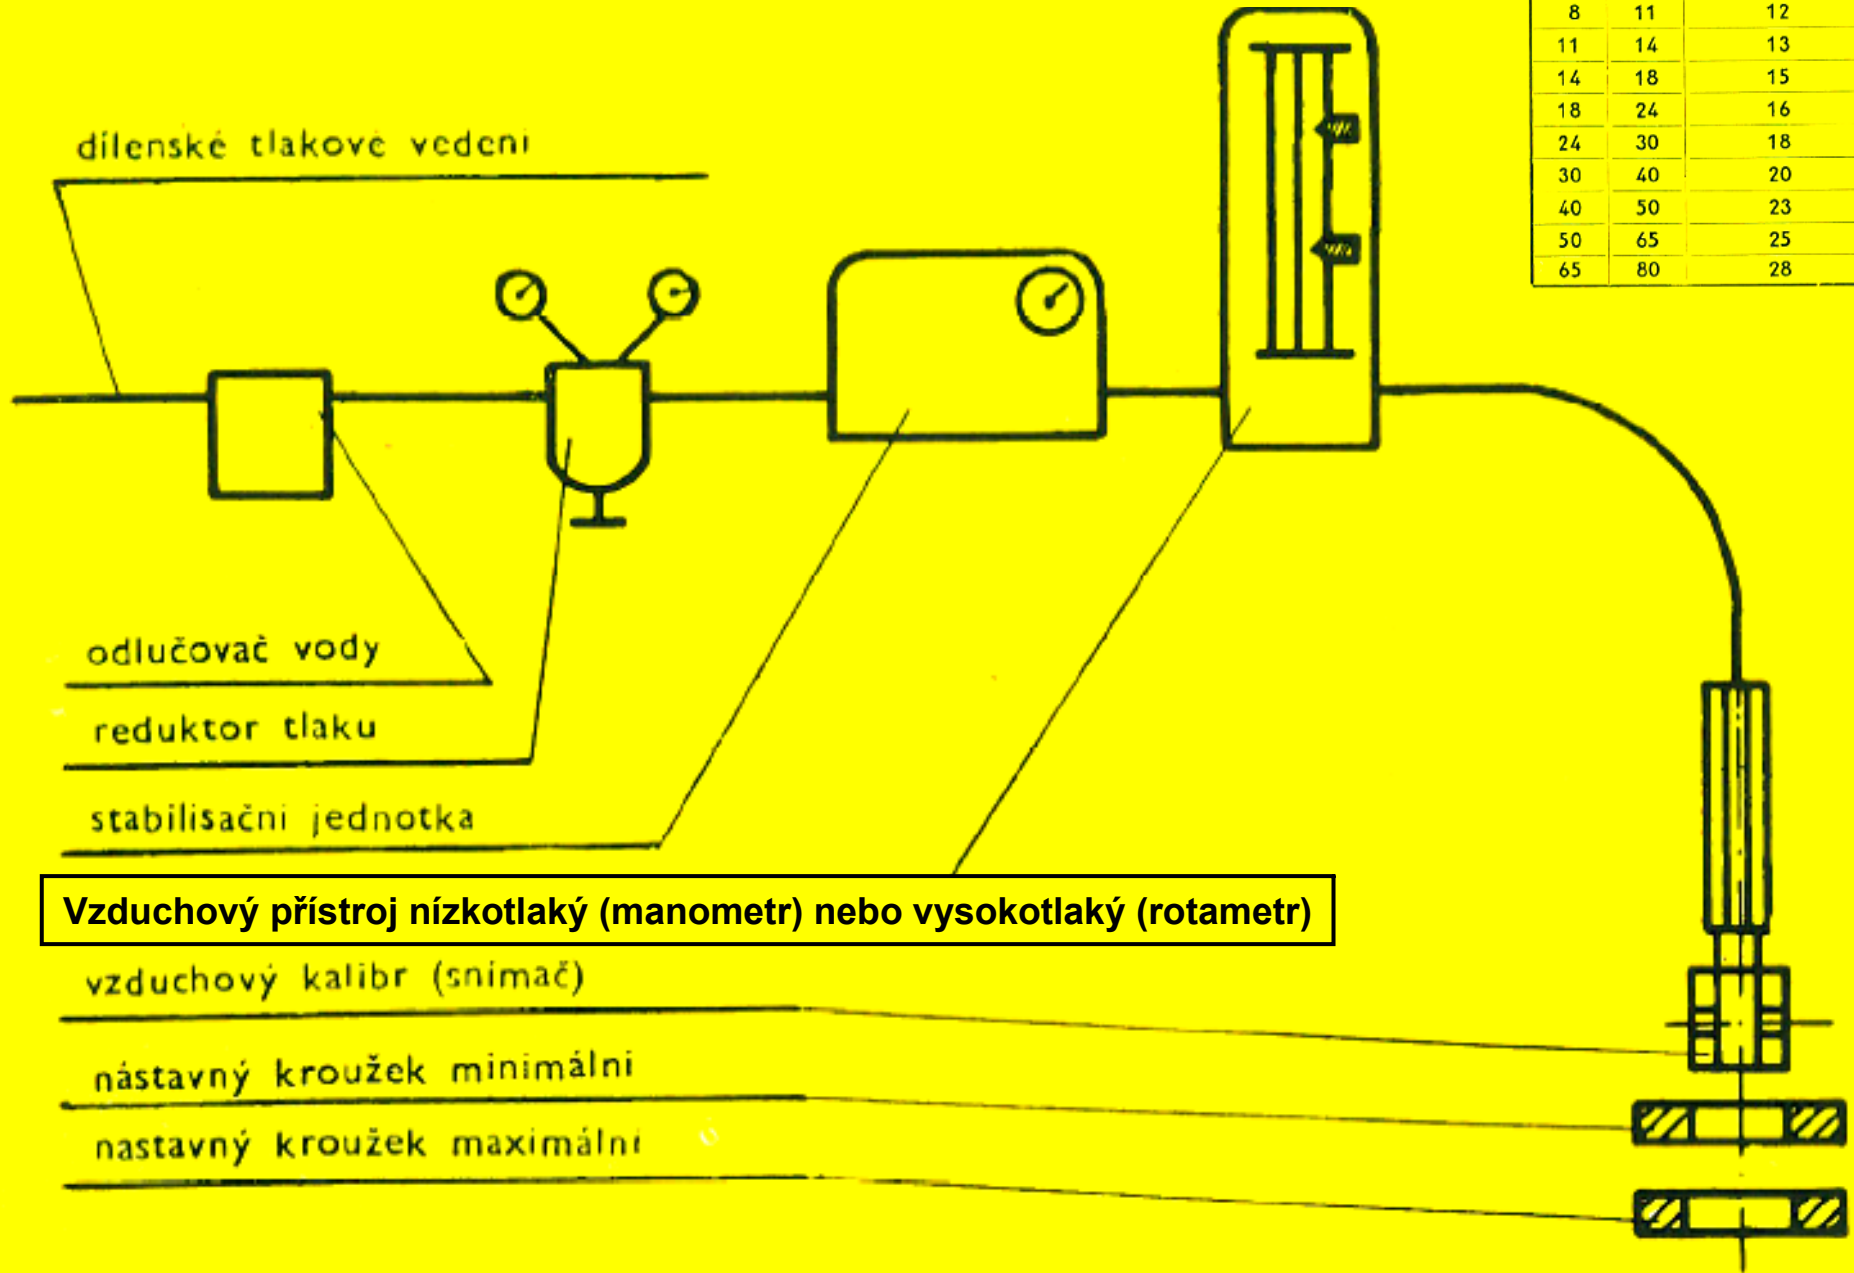 8 11 12
11 14 13
14 18 15
18 24 16
24 30 18
30 40 20
40 50 23
50 65 25
65 80 28
dílenské tlakové vedení
odlučovač vody
reduktor tlaku
stabilisační jednotka
Vzduchový přístroj nízkotlaký (manometr) nebo vysokotlaký (rotametr)
vzduchový kalibr (snímač)
nástavný kroužek minimální
nastavný kroužek maximální